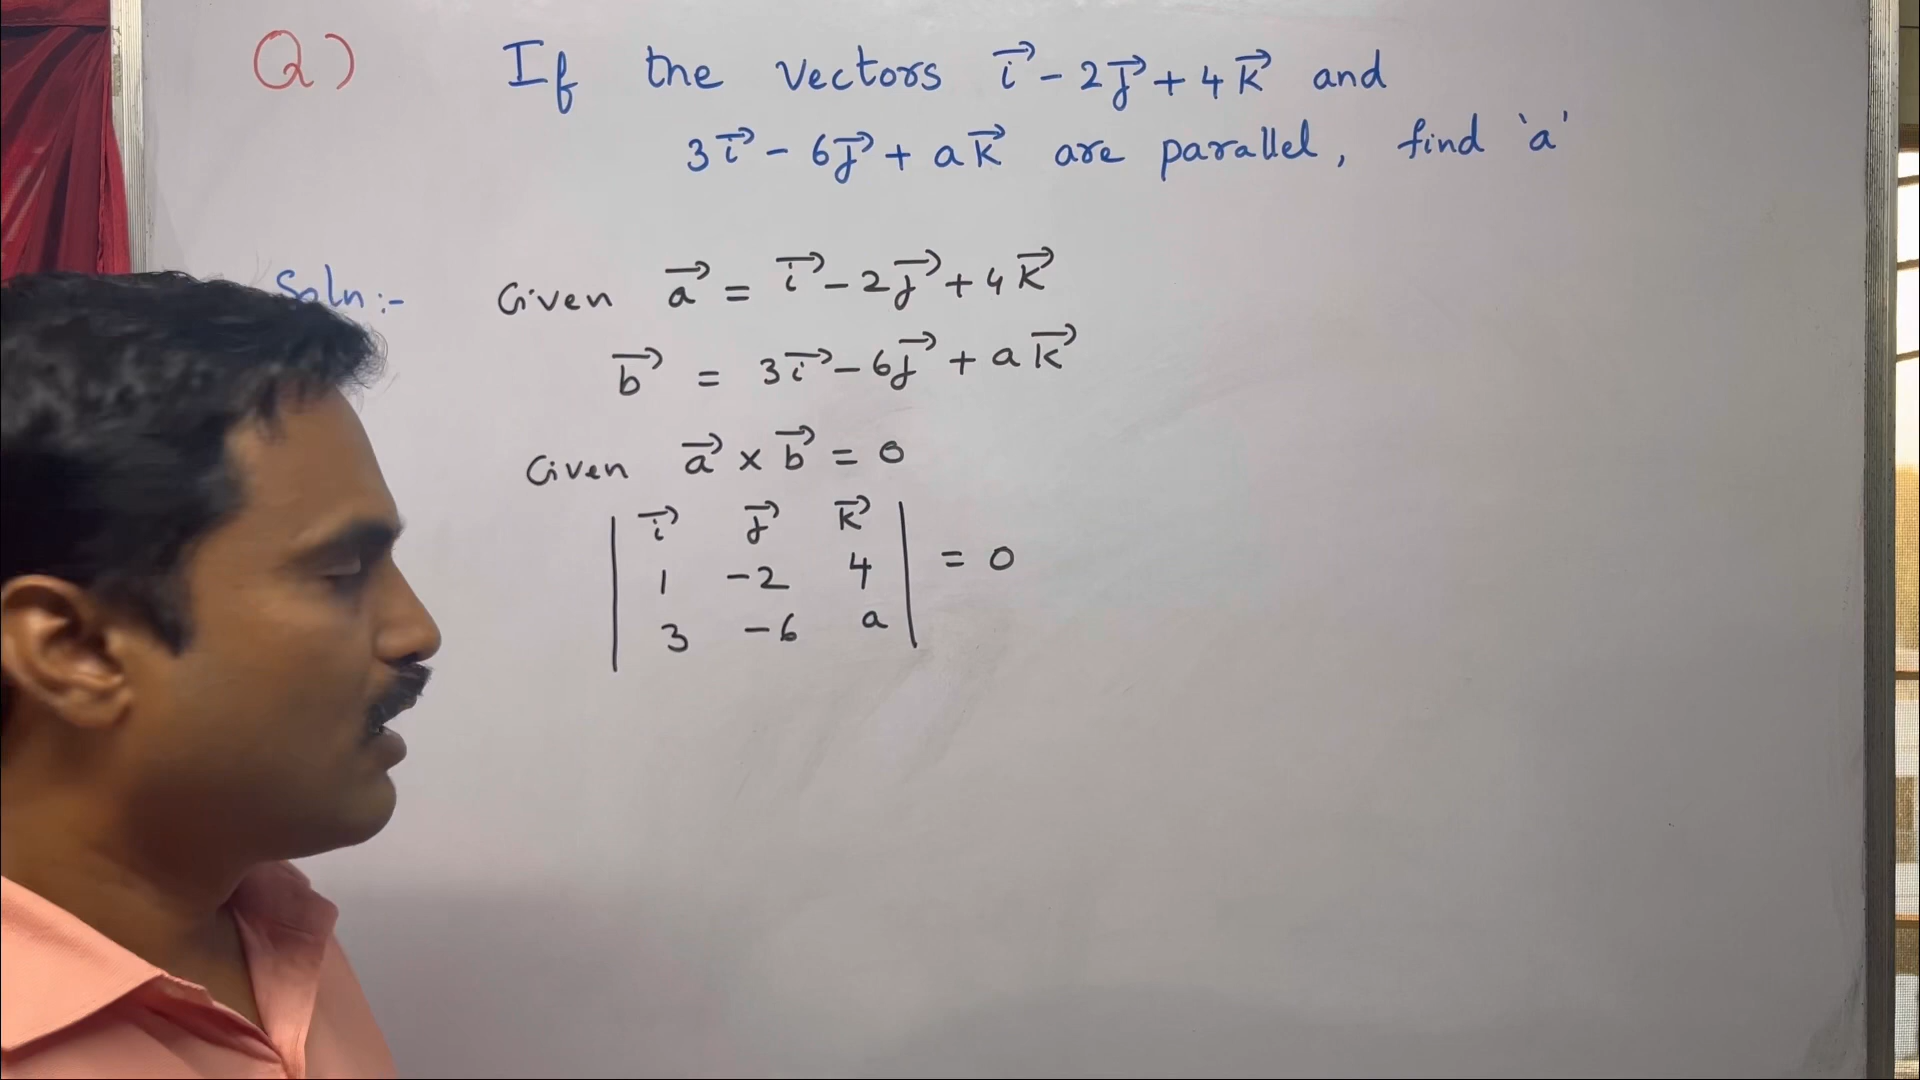 Q) If the vectors i⃗ - 2j⃗ + 4k⃗ and
3i⃗ - 6j⃗ + ak⃗ are parallel, find 'a'
Soln:- Given a⃗ = i⃗ - 2j⃗ + 4k⃗
b⃗ = 3i⃗ - 6j⃗ + ak⃗
Given a⃗ × b⃗ = 0
| i⃗ j⃗ k⃗ |
| 1 -2 4 | = 0
| 3 -6 a |